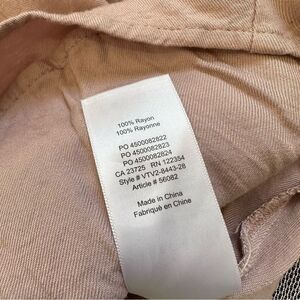 100% Rayon
100% Rayonne
PO 4500082822
PO 4500082823
PO 4500082824
CA 23725 RN 122354
Style # VTV2-8443-28
Article # 56082
Made in China
Fabriqué en Chine